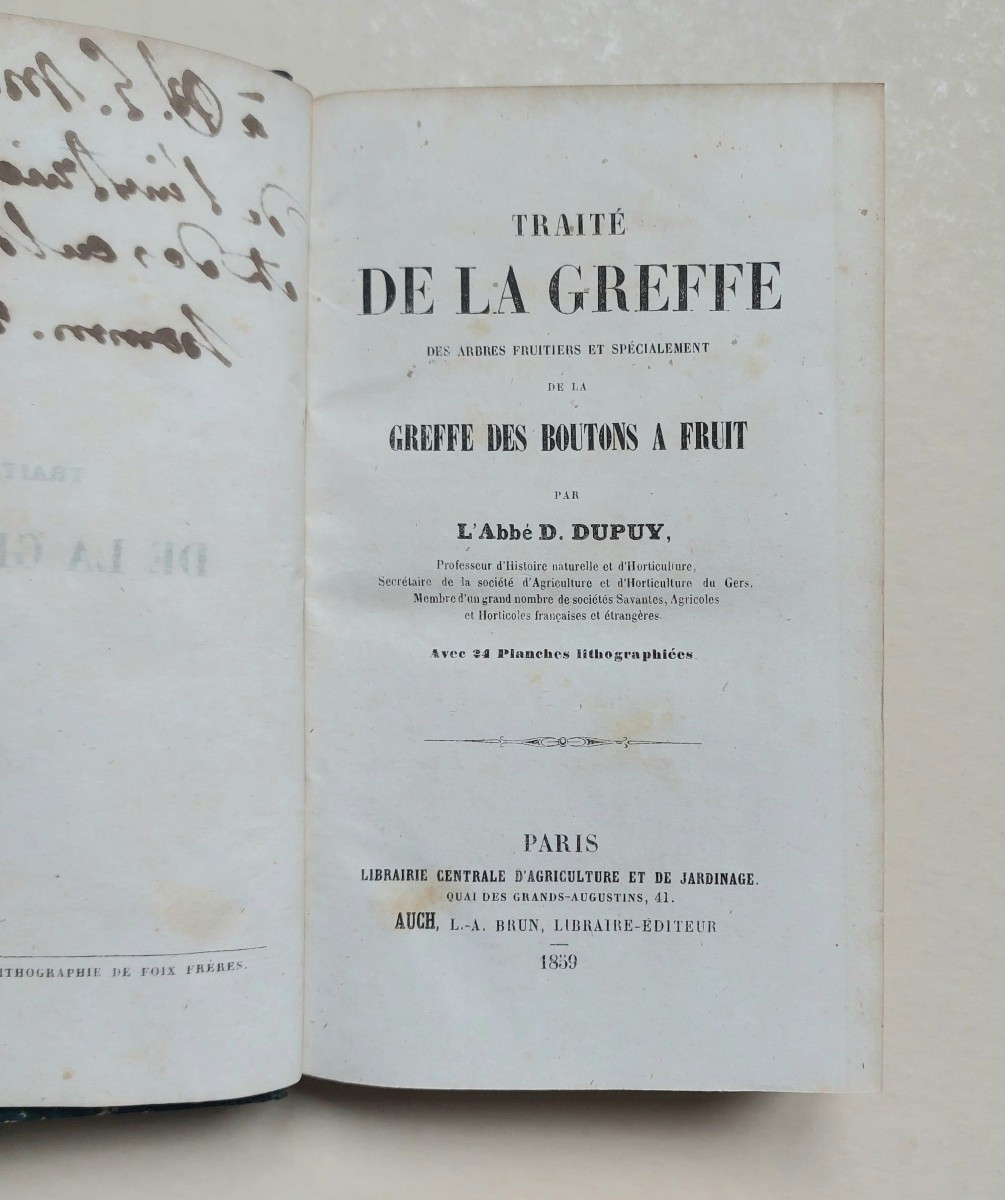 ITHOGRAPHIE DE FOIX FRÈRES.
TRAITÉ
DE LA GREFFE
DES ARBRES FRUITIERS ET SPÉCIALEMENT
DE LA
GREFFE DES BOUTONS A FRUIT
PAR
L'Abbé D. DUPUY,
Professeur d'Histoire naturelle et d'Horticulture,
Secrétaire de la société d'Agriculture et d'Horticulture du Gers,
Membre d'un grand nombre de sociétés Savantes, Agricoles
et Horticoles françaises et étrangères.
Avec 24 Planches lithographiées
PARIS
LIBRAIRIE CENTRALE D'AGRICULTURE ET DE JARDINAGE.
QUAI DES GRANDS-AUGUSTINS, 41.
AUCH, L.-A. BRUN, LIBRAIRE-ÉDITEUR
1859